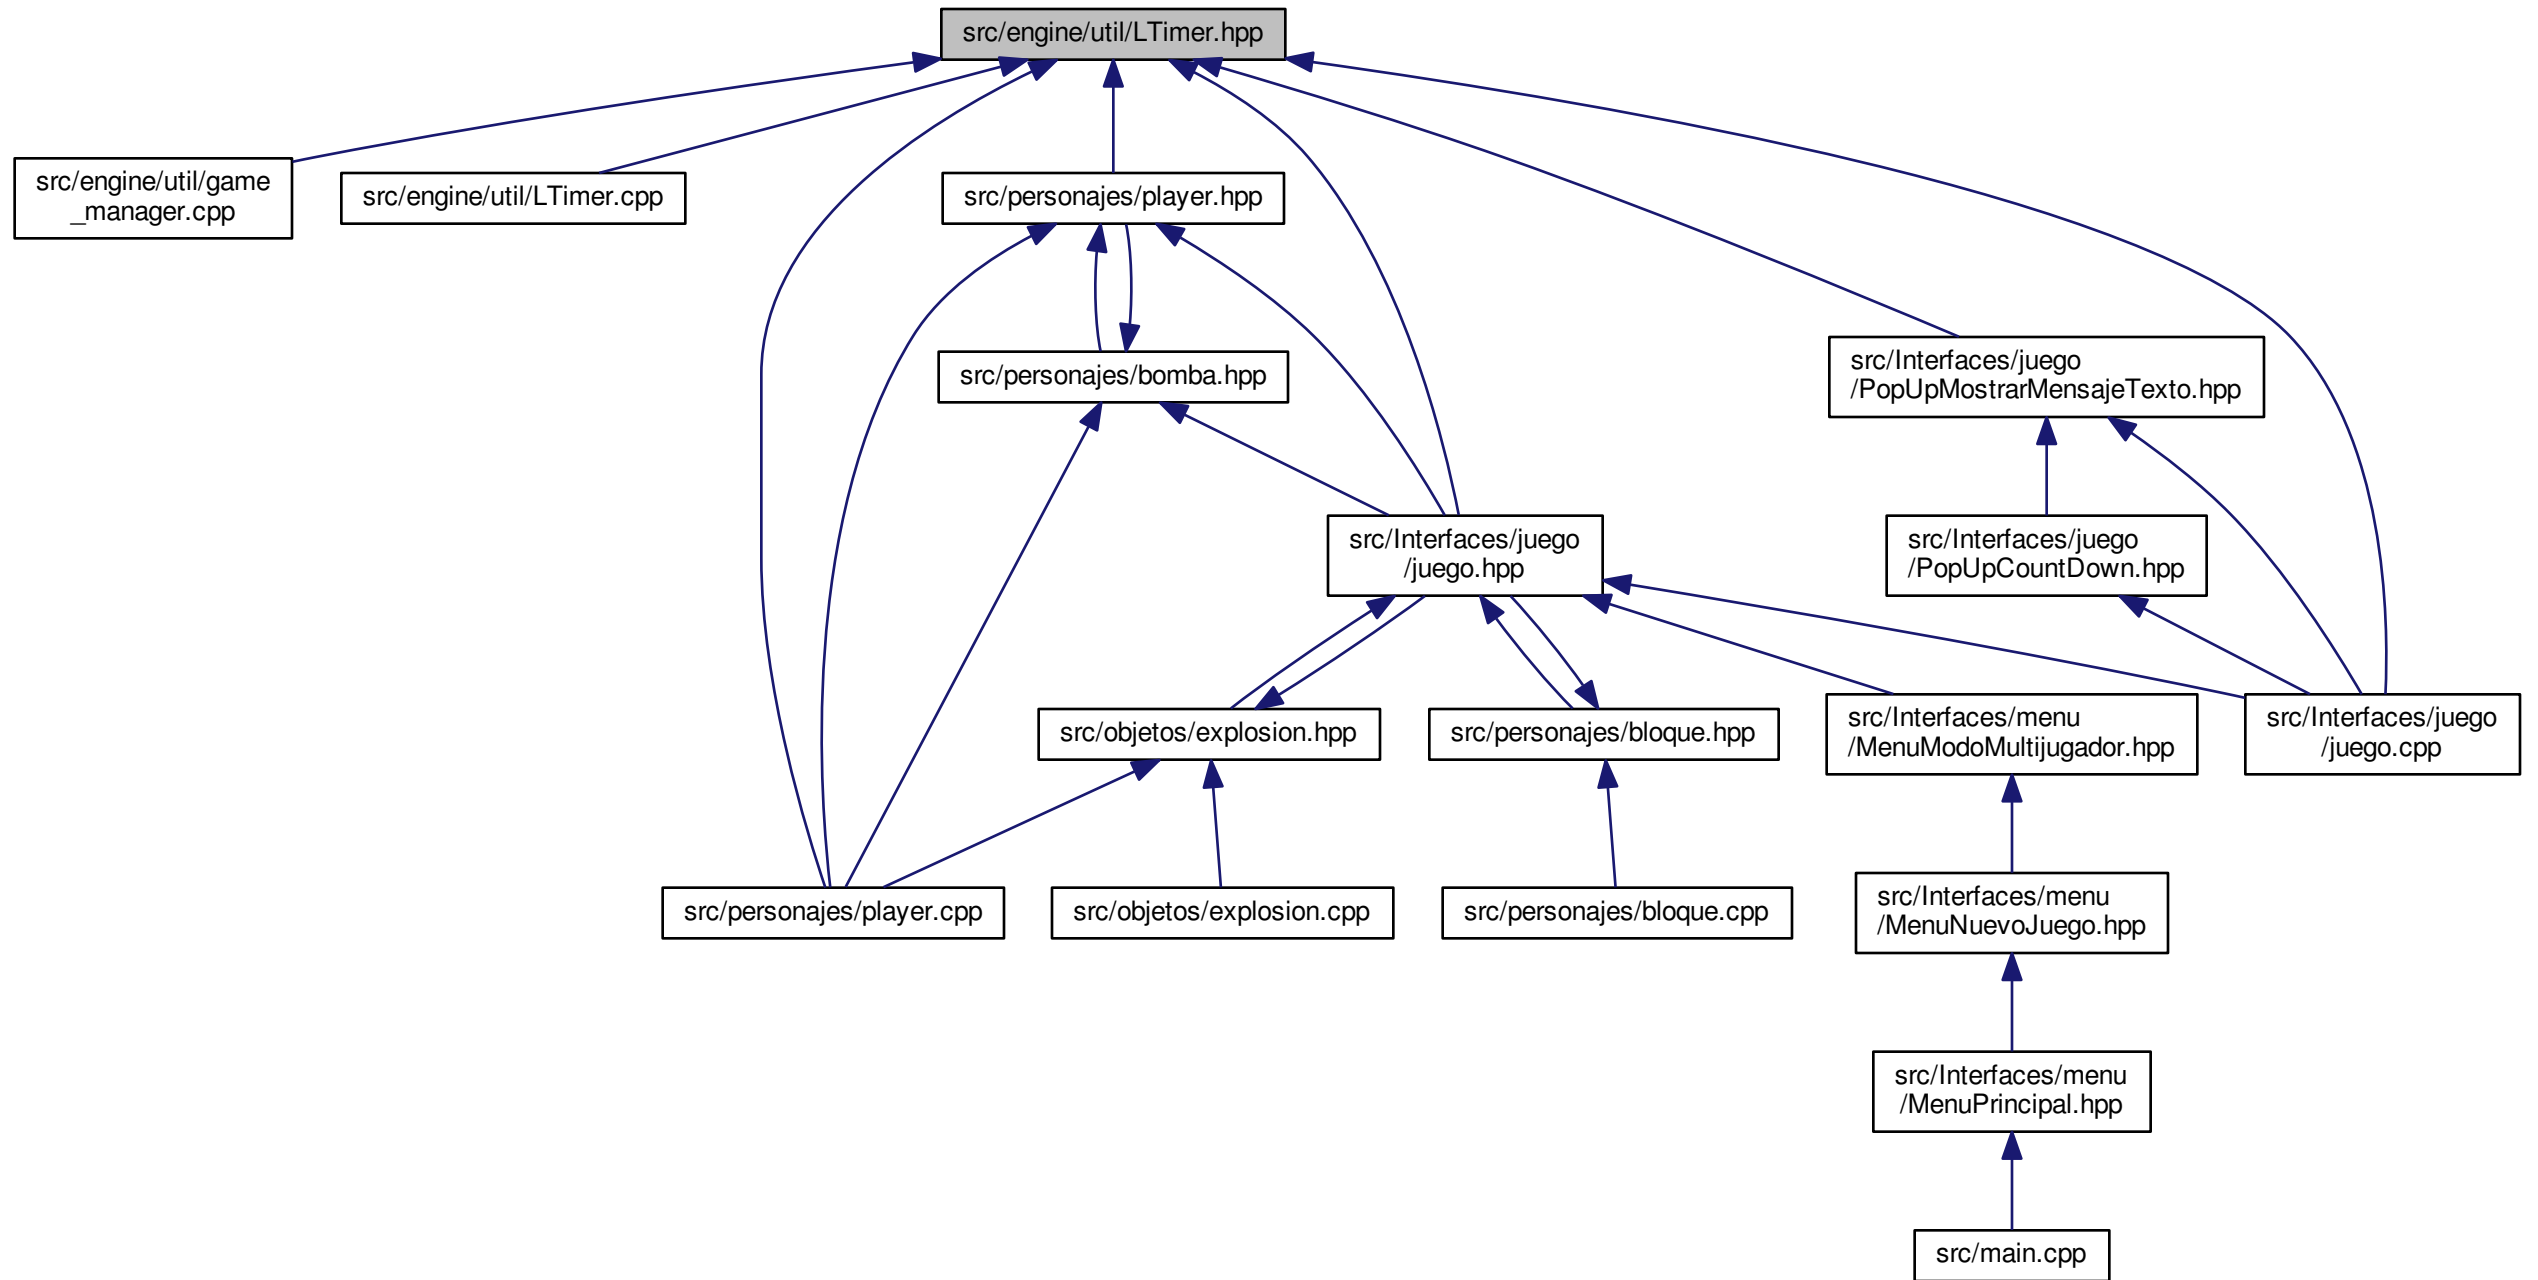 src/engine/util/LTimer.hpp
src/engine/util/game
_manager.cpp
src/engine/util/LTimer.cpp
src/personajes/player.hpp
src/personajes/bomba.hpp
src/Interfaces/juego
/PopUpMostrarMensajeTexto.hpp
src/Interfaces/juego
/juego.hpp
src/Interfaces/juego
/PopUpCountDown.hpp
src/objetos/explosion.hpp
src/personajes/bloque.hpp
src/Interfaces/menu
/MenuModoMultijugador.hpp
src/Interfaces/juego
/juego.cpp
src/personajes/player.cpp
src/objetos/explosion.cpp
src/personajes/bloque.cpp
src/Interfaces/menu
/MenuNuevoJuego.hpp
src/Interfaces/menu
/MenuPrincipal.hpp
src/main.cpp